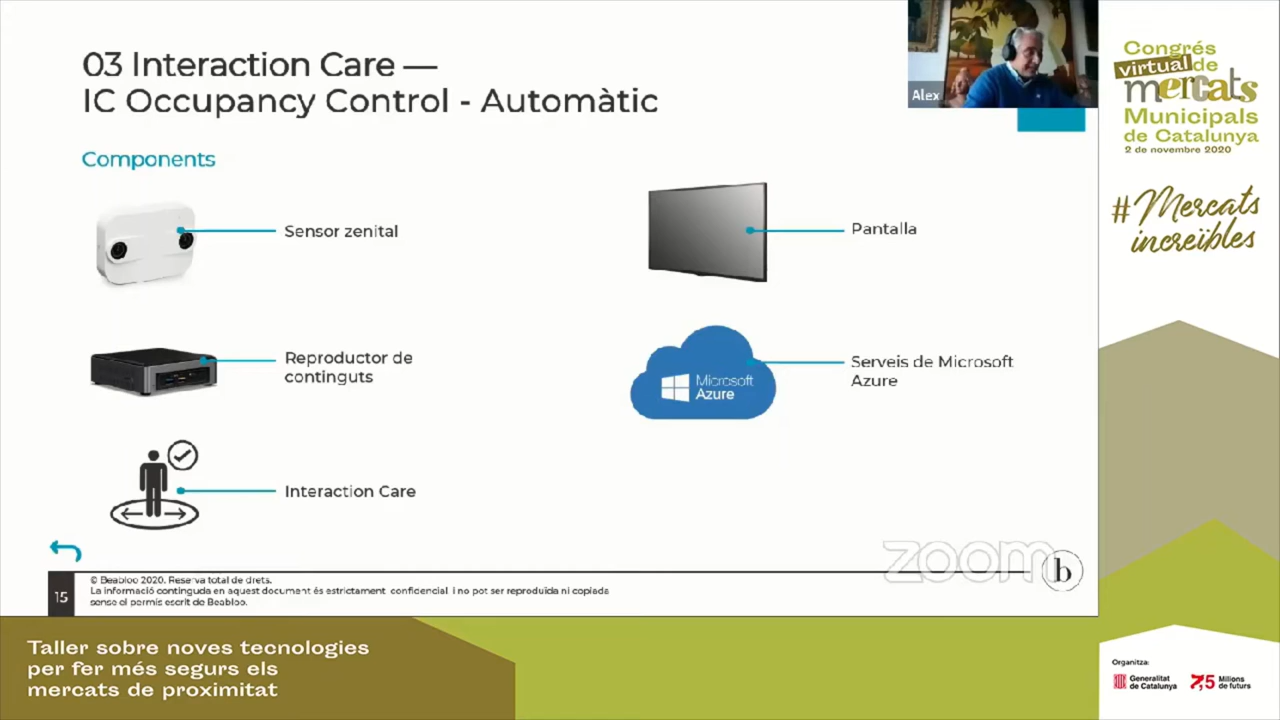 03 Interaction Care —
IC Occupancy Control - Automàtic
Components
Sensor zenital
Pantalla
Reproductor de
continguts
Microsoft
Azure
Serveis de Microsoft
Azure
Interaction Care
zoom
b
15
© Beabloo 2020. Reserva total de drets.
La informació continguda en aquest document és estrictament confidencial i no pot ser reproduïda ni copiada
sense el permís escrit de Beabloo.
Alex
Congrés
virtual de
mercats
Municipals
de Catalunya
2 de novembre 2020
#Mercats
increïbles
Taller sobre noves tecnologies
per fer més segurs els
mercats de proximitat
Organitza:
Generalitat
de Catalunya
7,5 Milions
de futurs